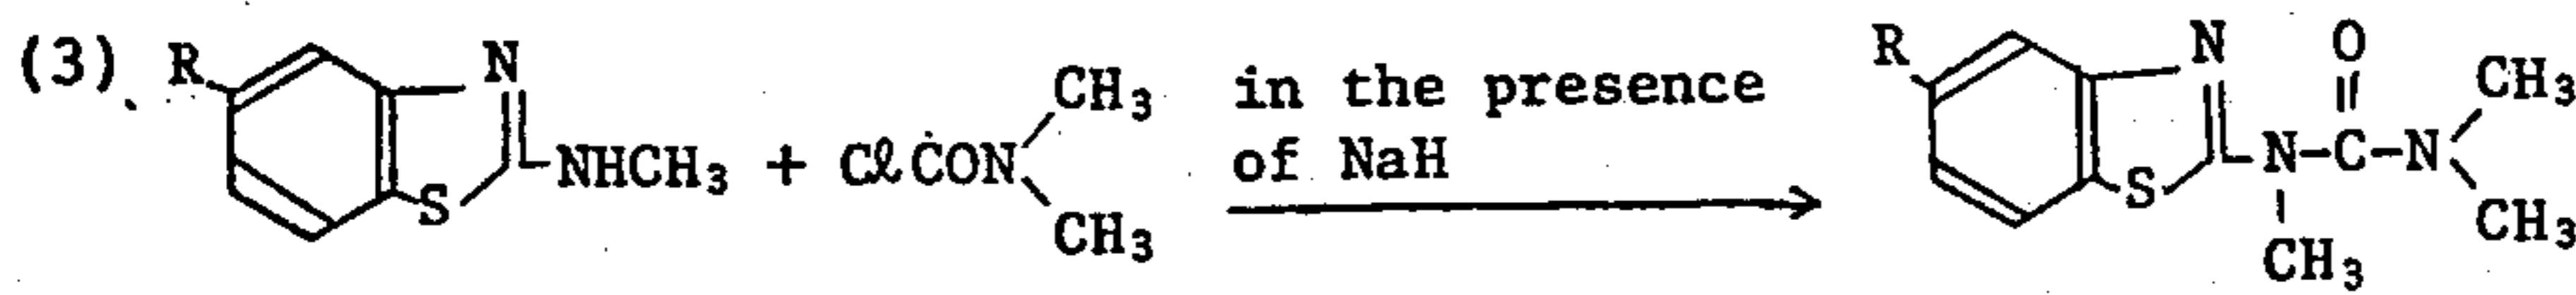 (3) R N NHCH₃ + ClCON CH₃ CH₃ S
in the presence
of NaH
R N S N-C-N O CH₃ CH₃ CH₃